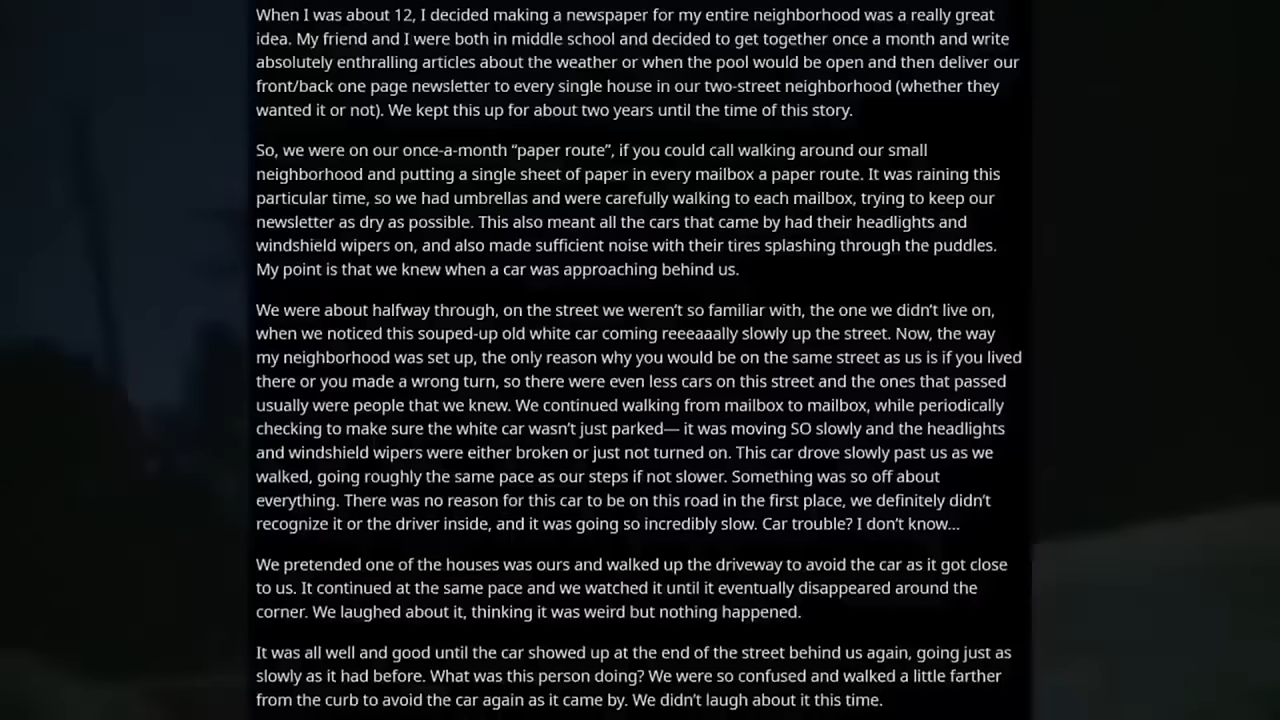 When I was about 12, I decided making a newspaper for my entire neighborhood was a really great
idea. My friend and I were both in middle school and decided to get together once a month and write
absolutely enthralling articles about the weather or when the pool would be open and then deliver our
front/back one page newsletter to every single house in our two-street neighborhood (whether they
wanted it or not). We kept this up for about two years until the time of this story.
So, we were on our once-a-month “paper route”, if you could call walking around our small
neighborhood and putting a single sheet of paper in every mailbox a paper route. It was raining this
particular time, so we had umbrellas and were carefully walking to each mailbox, trying to keep our
newsletter as dry as possible. This also meant all the cars that came by had their headlights and
windshield wipers on, and also made sufficient noise with their tires splashing through the puddles.
My point is that we knew when a car was approaching behind us.
We were about halfway through, on the street we weren’t so familiar with, the one we didn’t live on,
when we noticed this souped-up old white car coming reeeaaally slowly up the street. Now, the way
my neighborhood was set up, the only reason why you would be on the same street as us is if you lived
there or you made a wrong turn, so there were even less cars on this street and the ones that passed
usually were people that we knew. We continued walking from mailbox to mailbox, while periodically
checking to make sure the white car wasn’t just parked— it was moving SO slowly and the headlights
and windshield wipers were either broken or just not turned on. This car drove slowly past us as we
walked, going roughly the same pace as our steps if not slower. Something was so off about
everything. There was no reason for this car to be on this road in the first place, we definitely didn’t
recognize it or the driver inside, and it was going so incredibly slow. Car trouble? I don’t know…
We pretended one of the houses was ours and walked up the driveway to avoid the car as it got close
to us. It continued at the same pace and we watched it until it eventually disappeared around the
corner. We laughed about it, thinking it was weird but nothing happened.
It was all well and good until the car showed up at the end of the street behind us again, going just as
slowly as it had before. What was this person doing? We were so confused and walked a little farther
from the curb to avoid the car again as it came by. We didn’t laugh about it this time.